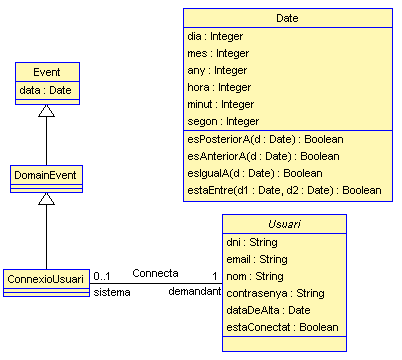 Date
dia : Integer
mes : Integer
any : Integer
hora : Integer
minut : Integer
segon : Integer
esPosteriorA(d : Date) : Boolean
esAnteriorA(d : Date) : Boolean
esIgualA(d : Date) : Boolean
estaEntre(d1 : Date, d2 : Date) : Boolean
Event
data : Date
DomainEvent
ConnexioUsuari
0..1
Connecta
1
sistema
demandant
Usuari
dni : String
email : String
nom : String
contrasenya : String
dataDeAlta : Date
estaConectat : Boolean